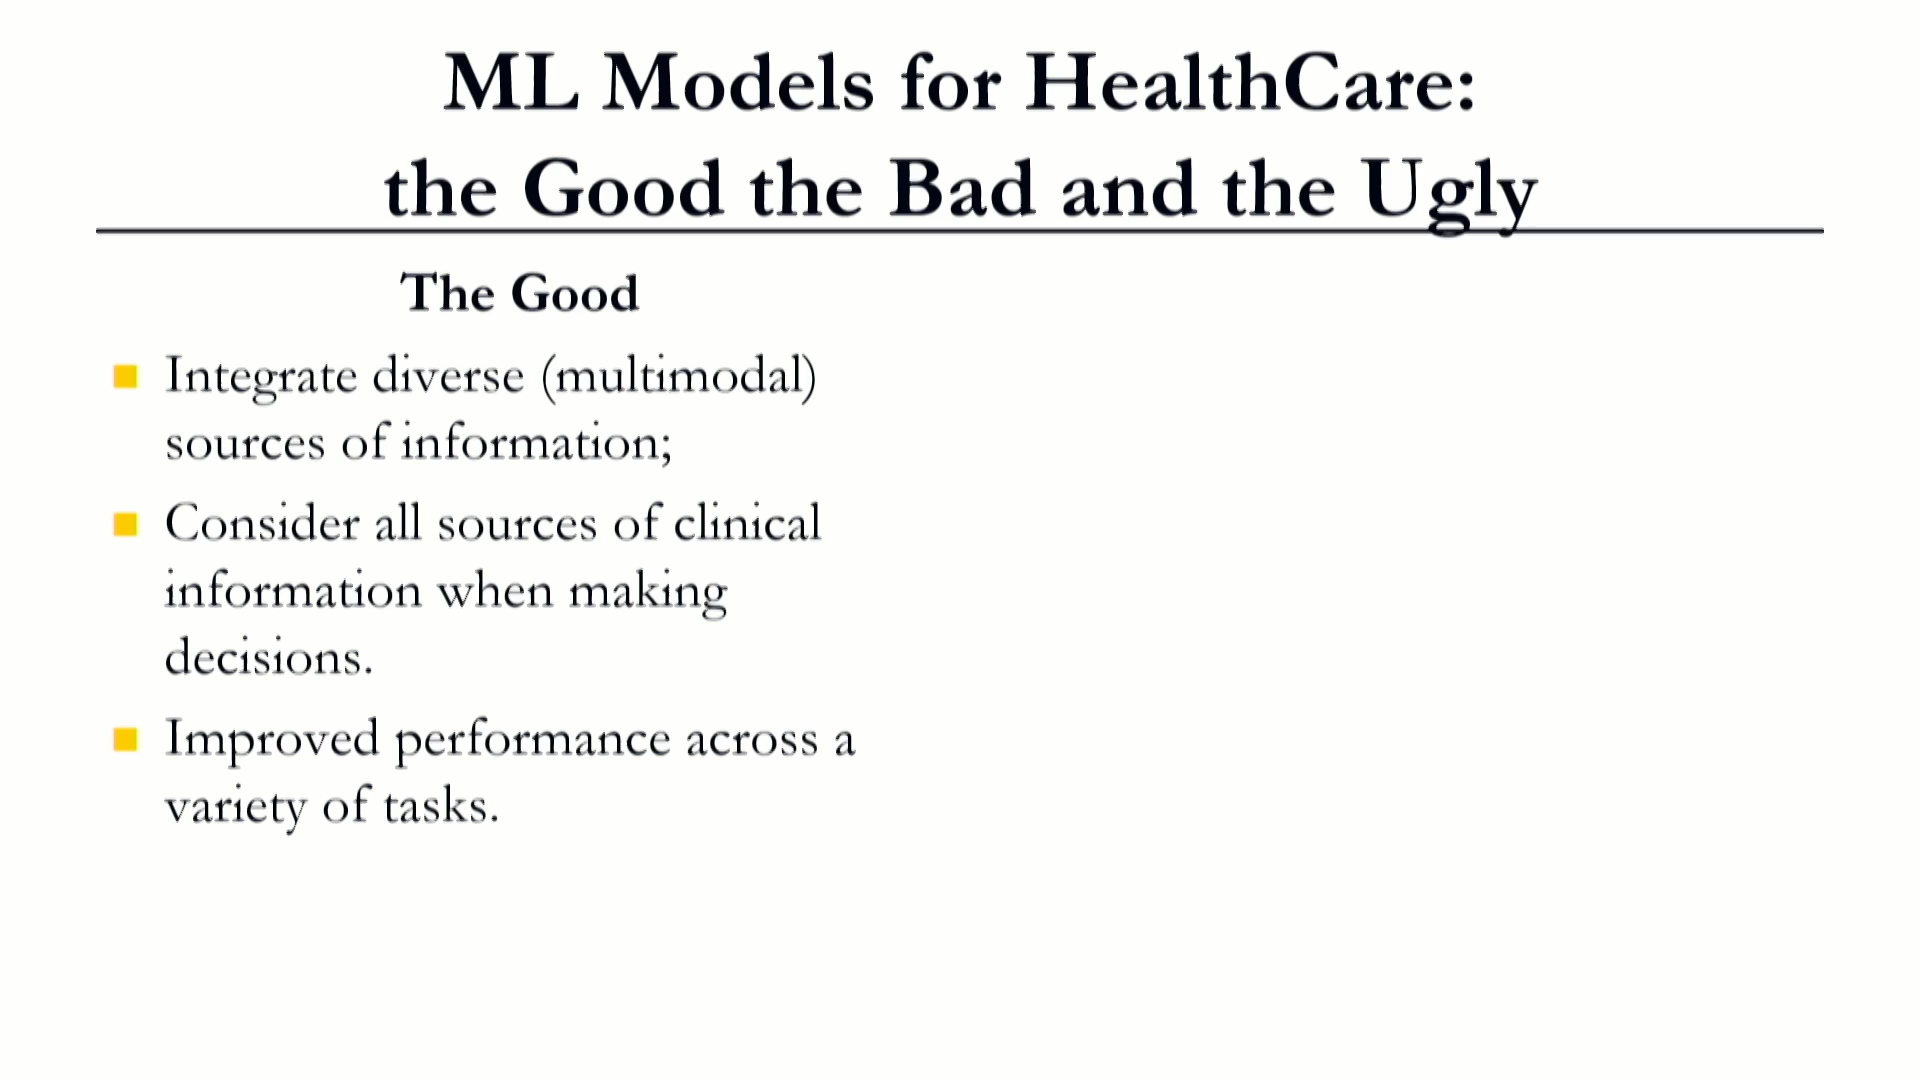 ML Models for HealthCare:
the Good the Bad and the Ugly
The Good
Integrate diverse (multimodal)
sources of information;
Consider all sources of clinical
information when making
decisions.
Improved performance across a
variety of tasks.